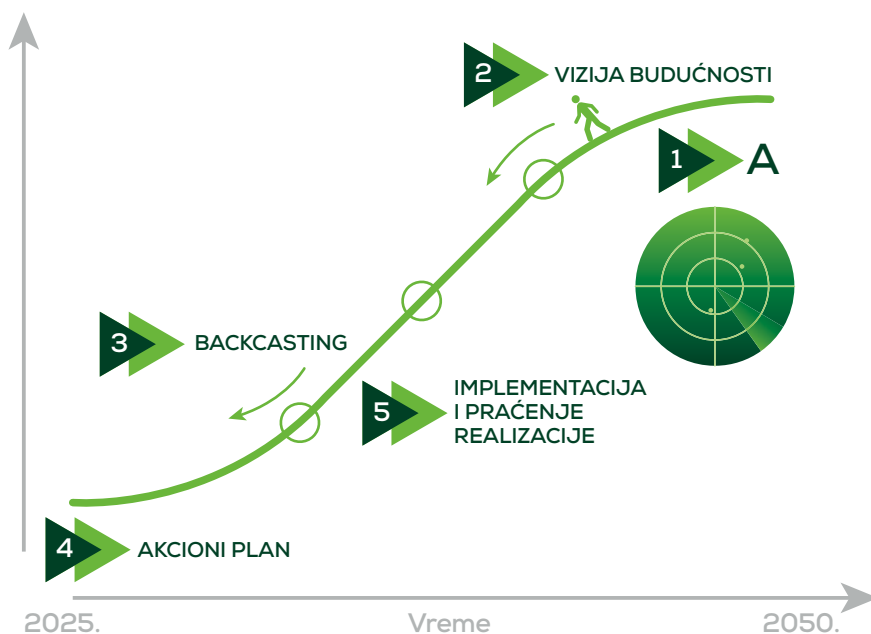 2 VIZIJA BUDUĆNOSTI
1 A
3 BACKCASTING
5 IMPLEMENTACIJA
I PRAĆENJE
REALIZACIJE
4 AKCIONI PLAN
2025. Vreme 2050.